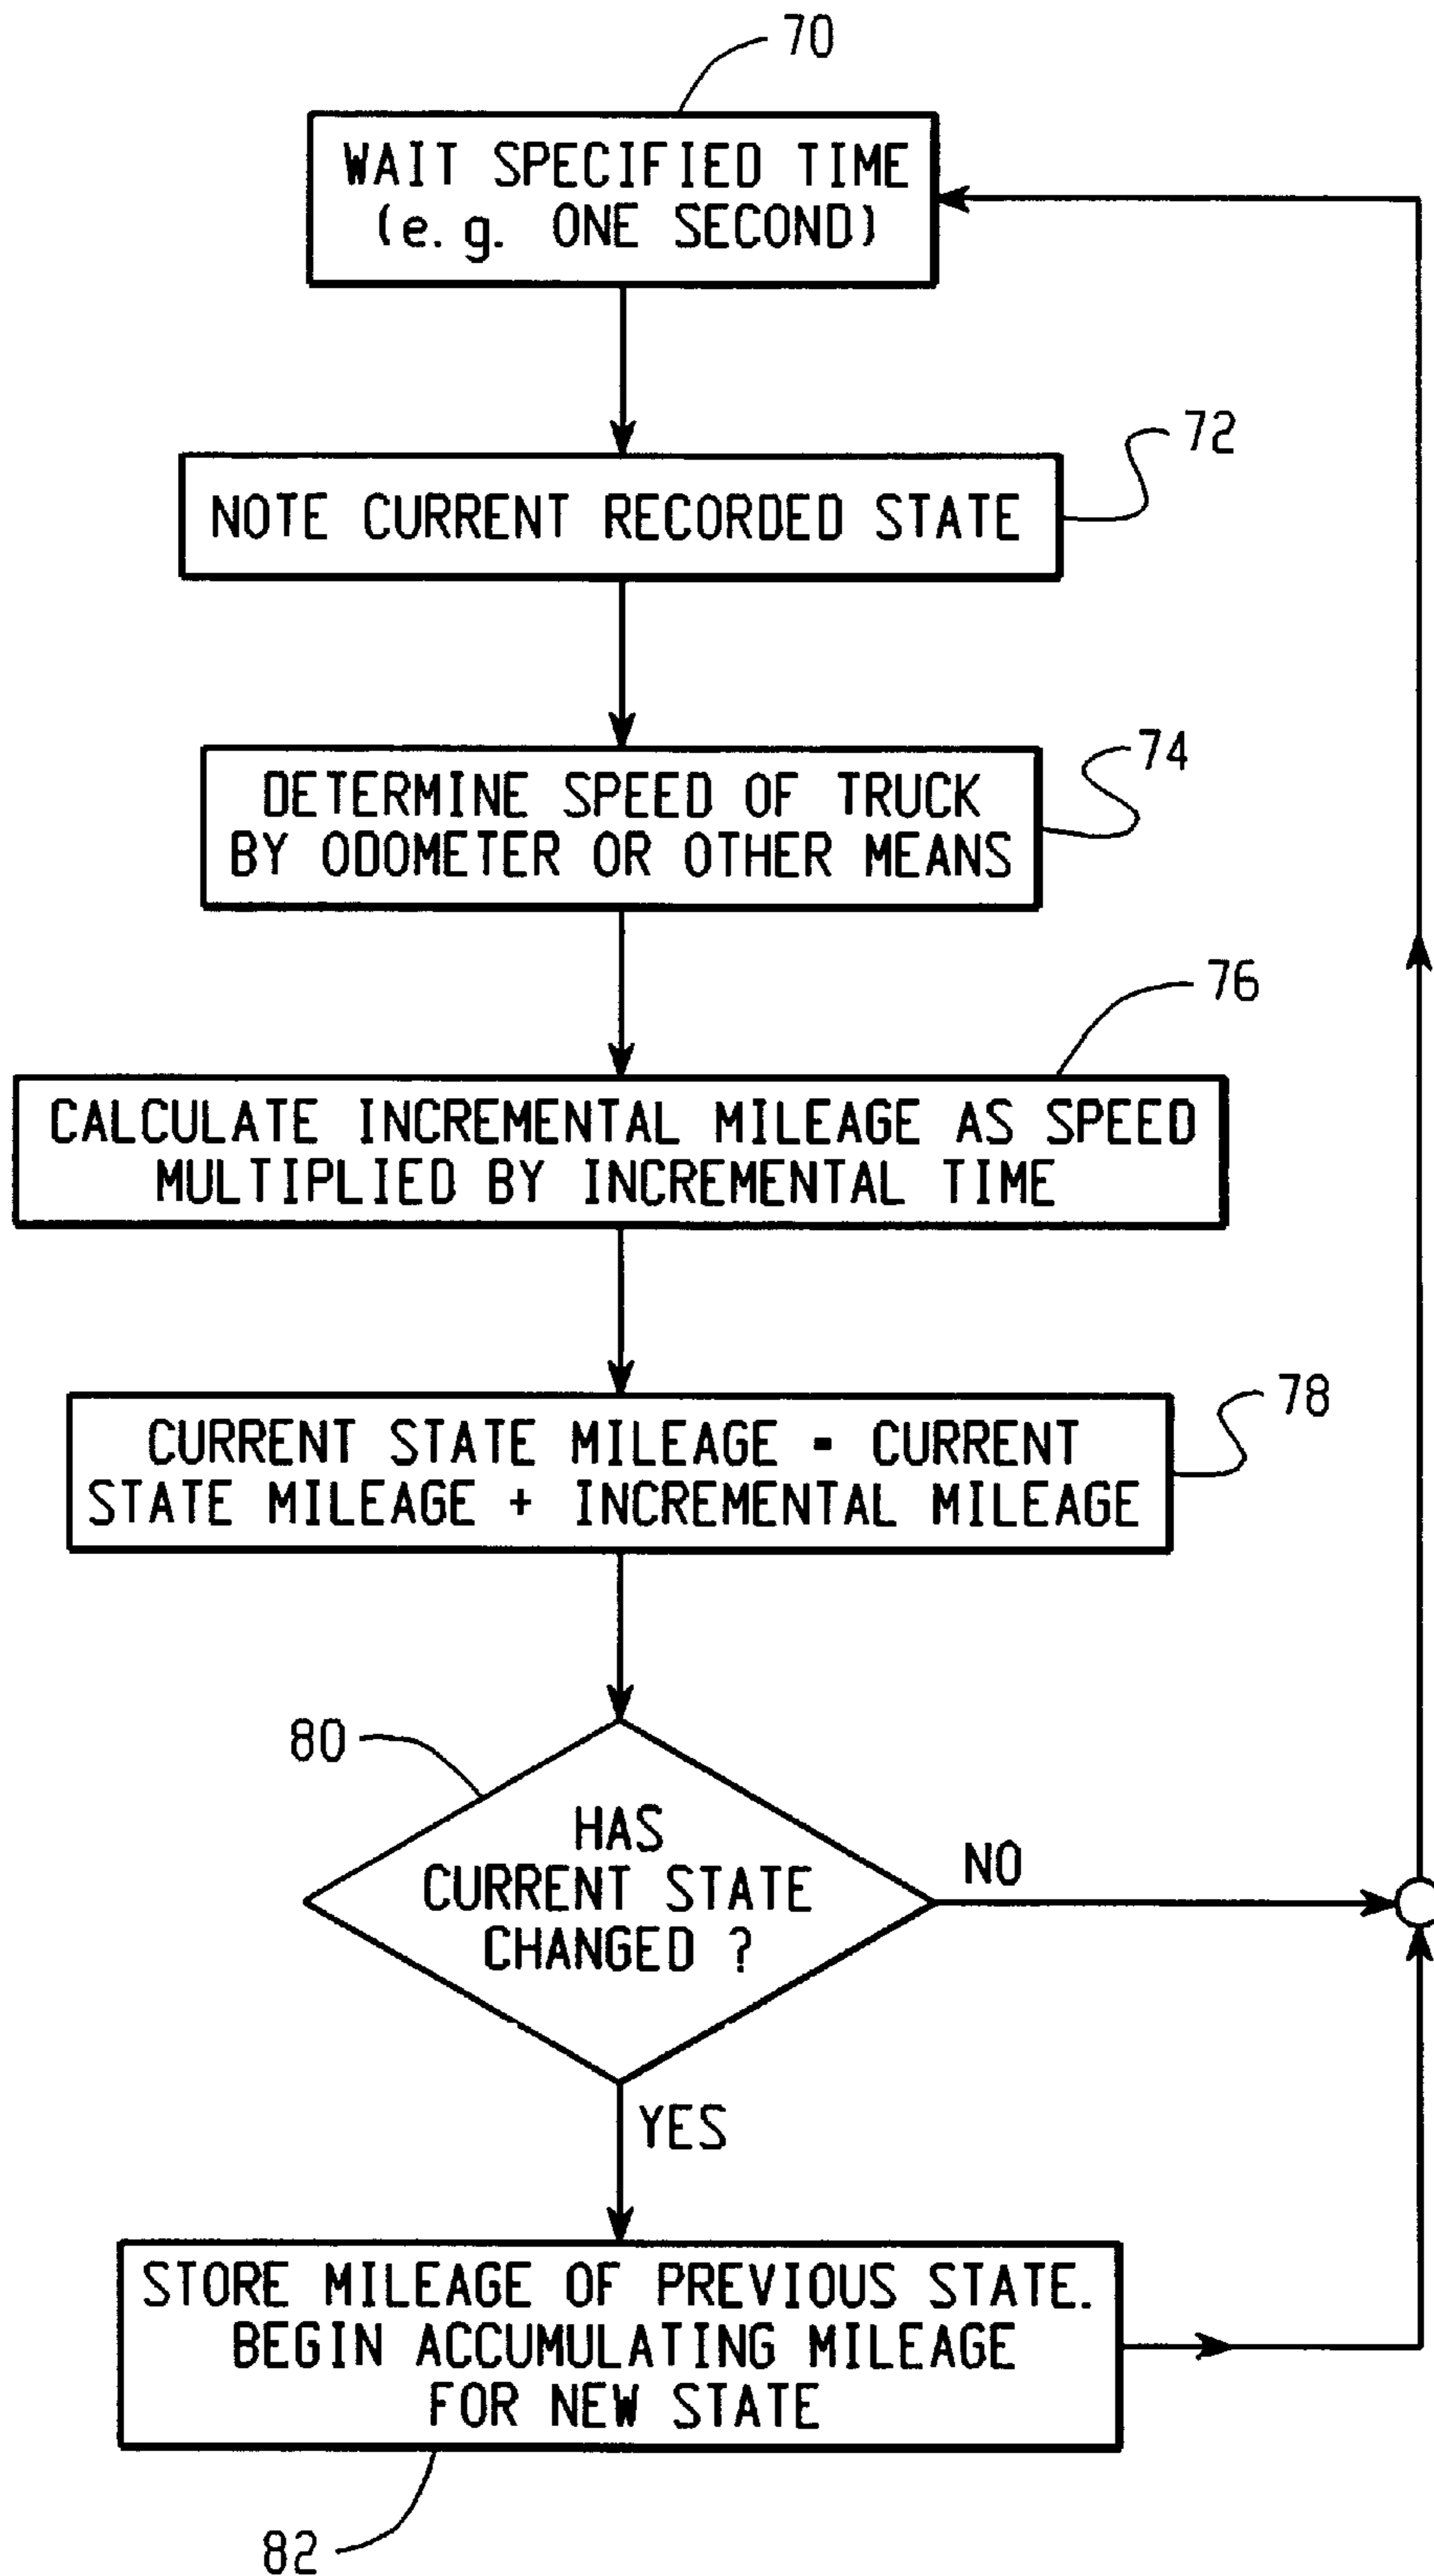 70
WAIT SPECIFIED TIME
(e.g. ONE SECOND)
72
NOTE CURRENT RECORDED STATE
74
DETERMINE SPEED OF TRUCK
BY ODOMETER OR OTHER MEANS
76
CALCULATE INCREMENTAL MILEAGE AS SPEED
MULTIPLIED BY INCREMENTAL TIME
78
CURRENT STATE MILEAGE = CURRENT
STATE MILEAGE + INCREMENTAL MILEAGE
80
HAS
CURRENT STATE
CHANGED ?
NO
YES
STORE MILEAGE OF PREVIOUS STATE.
BEGIN ACCUMULATING MILEAGE
FOR NEW STATE
82